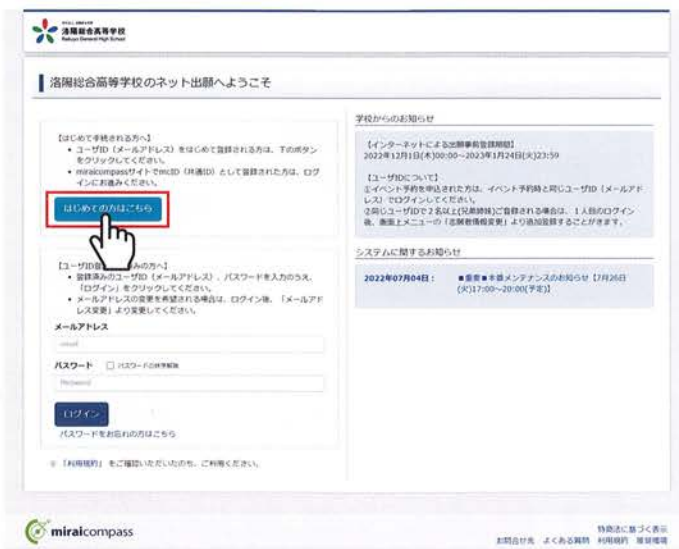 洛陽総合高等学校
Rakuyo General High School
洛陽総合高等学校のネット出願へようこそ
【はじめて手続される方へ】
• ユーザID（メールアドレス）をはじめて登録される方は、下のボタン
をクリックしてください。
• miraicompassサイトでmcID（共通ID）として登録された方は、ログ
インにお進みください。
はじめての方はこちら
【ユーザID登録済みの方へ】
• 登録済みのユーザID（メールアドレス）、パスワードを入力のうえ、
「ログイン」をクリックしてください。
• メールアドレスの変更を希望される場合は、ログイン後、「メールアド
レス変更」より変更してください。
メールアドレス
email
パスワード □ パスワードの伏字解除
Password
ログイン
パスワードをお忘れの方はこちら
※「利用規約」をご確認いただいたのち、ご利用ください。
学校からのお知らせ
【インターネットによる出願事前登録期間】
2022年12月1日(木)00:00～2023年1月24日(火)23:59
【ユーザIDについて】
①イベント予約を申込された方は、イベント予約時と同じユーザID（メールアド
レス）でログインしてください。
②同じユーザIDで２名以上(兄弟姉妹)ご登録される場合は、１人目のログイン
後、画面上メニューの「志願者情報変更」より追加登録することができます。
システムに関するお知らせ
2022年07月04日： ■重要■本番メンテナンスのお知らせ【7月26日
(火)17:00～20:00(予定)】
miraicompass
特商法に基づく表示
お問合せ先 よくある質問 利用規約 推奨環境